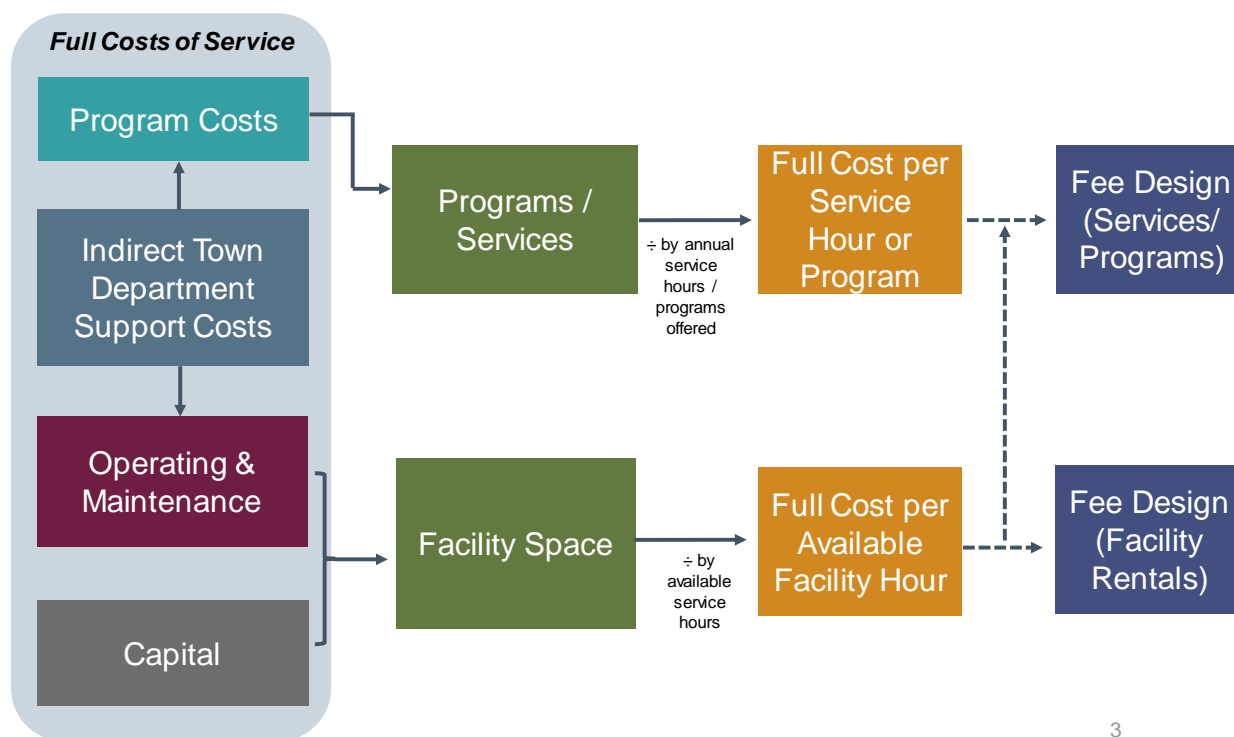 Full Costs of Service
Program Costs
Indirect Town
Department
Support Costs
Operating &
Maintenance
Capital
Programs /
Services
÷ by annual
service
hours /
programs
offered
Full Cost per
Service
Hour or
Program
Fee Design
(Services/
Programs)
Facility Space
÷ by
available
service
hours
Full Cost per
Available
Facility Hour
Fee Design
(Facility
Rentals)
3